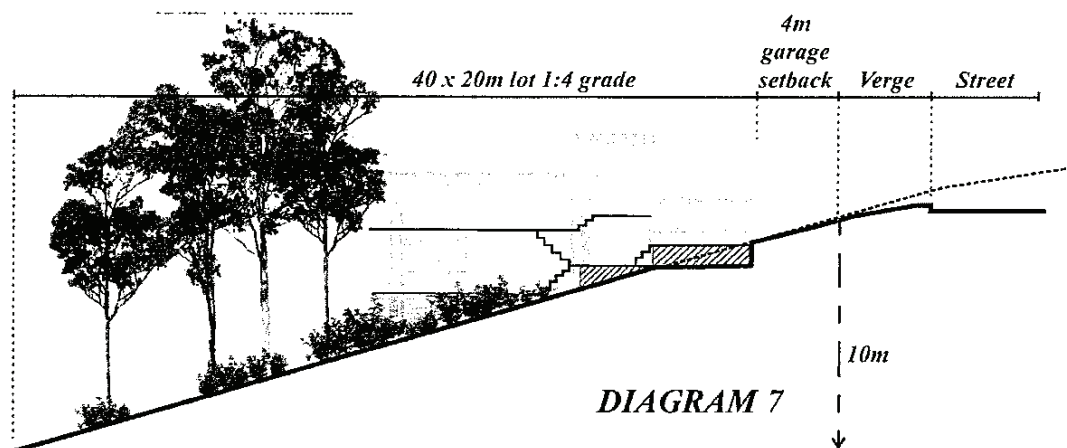 4m
garage
setback
40 x 20m lot 1:4 grade
Verge
Street
10m
DIAGRAM 7